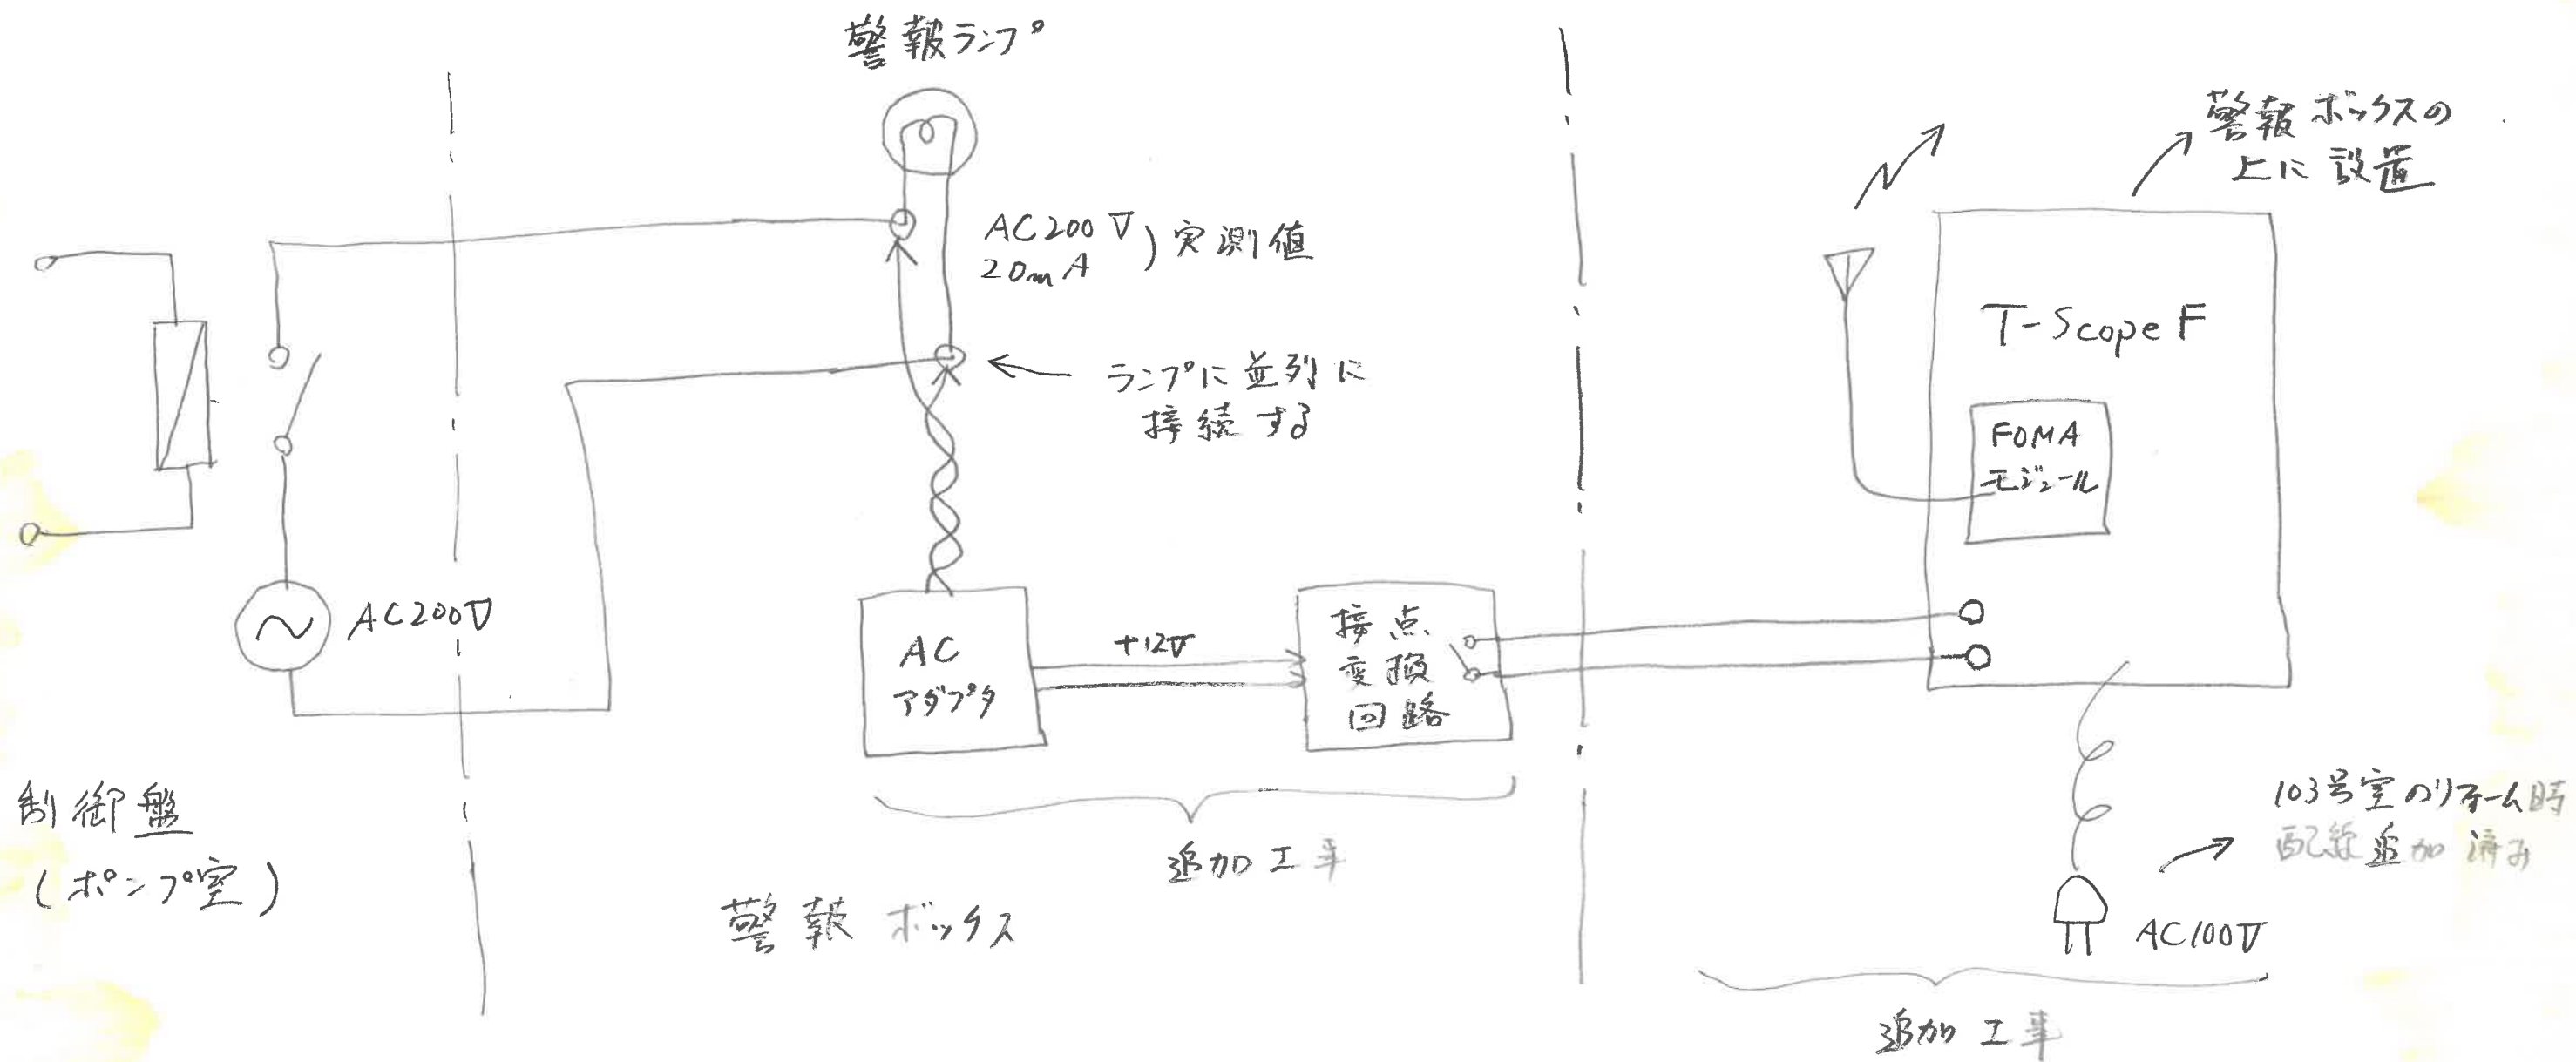 警報ランプ
警報ボックスの
上に設置
AC200V
20mA
)実測値
ランプに並列に
接続する
T-ScopeF
FOMA
モジュール
AC200V
AC
アダプタ
+12V
接点
変換
回路
制御盤
(ポンプ室)
追加工事
警報ボックス
103号室のリフォーム時
配線追加済み
AC100V
追加工事